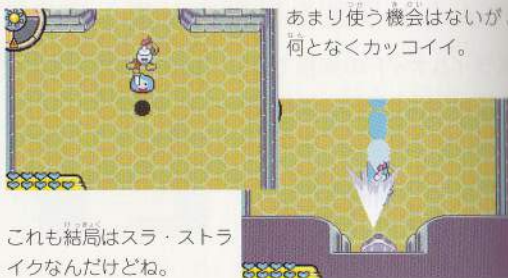 あまり使う機会はないが、
何となくカッコイイ。
これも結局はスラ・ストラ
イクなんだけどね。